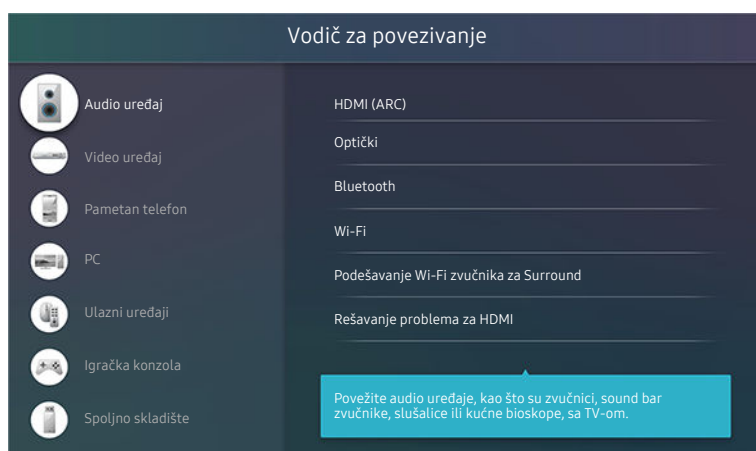 Vodič za povezivanje
Audio uređaj
Video uređaj
Pametan telefon
PC
Ulazni uređaji
Igračka konzola
Spoljno skladište
HDMI (ARC)
Optički
Bluetooth
Wi-Fi
Podešavanje Wi-Fi zvučnika za Surround
Rešavanje problema za HDMI
Povežite audio uređaje, kao što su zvučnici, sound bar
zvučnike, slušalice ili kućne bioskope, sa TV-om.